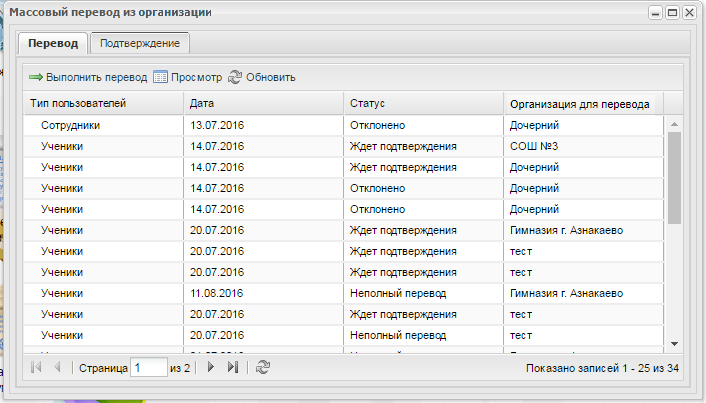 Массовый перевод из организации
Перевод Подтверждение
Выполнить перевод Просмотр Обновить
Тип пользователей Дата Статус Организация для перевода
Сотрудники 13.07.2016 Отклонено Дочерний
Ученики 14.07.2016 Ждет подтверждения СОШ №3
Ученики 14.07.2016 Ждет подтверждения Дочерний
Ученики 14.07.2016 Отклонено Дочерний
Ученики 14.07.2016 Отклонено Дочерний
Ученики 20.07.2016 Ждет подтверждения Гимназия г. Азнакаево
Ученики 20.07.2016 Ждет подтверждения тест
Ученики 20.07.2016 Ждет подтверждения тест
Ученики 11.08.2016 Неполный перевод Гимназия г. Азнакаево
Ученики 20.07.2016 Ждет подтверждения тест
Ученики 20.07.2016 Неполный перевод тест
Страница 1 из 2 Показано записей 1 - 25 из 34